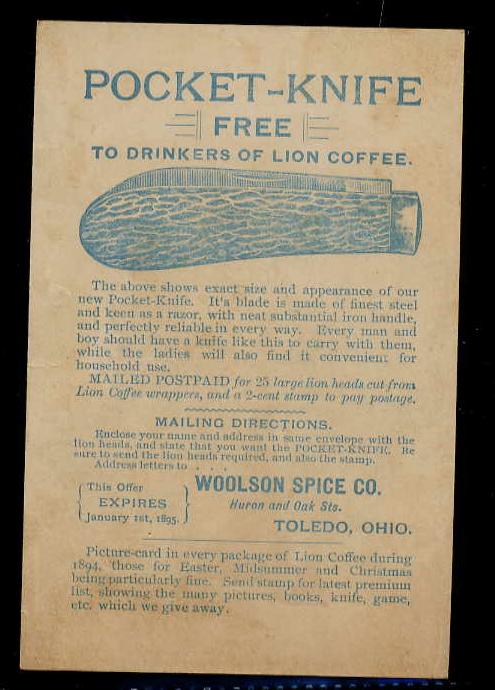 POCKET-KNIFE
FREE
TO DRINKERS OF LION COFFEE.
The above shows exact size and appearance of our
new Pocket-Knife. It's blade is made of finest steel
and keen as a razor, with neat substantial iron handle,
and perfectly reliable in every way. Every man and
boy should have a knife like this to carry with them,
while the ladies will also find it convenient for
household use.
MAILED POSTPAID for 25 large lion heads cut from
Lion Coffee wrappers, and a 2-cent stamp to pay postage.
MAILING DIRECTIONS.
Enclose your name and address in same envelope with the
lion heads, and state that you want the POCKET-KNIFE. Be
sure to send the lion heads required, and also the stamp.
Address letters to . . .
This Offer
EXPIRES
January 1st, 1895.
WOOLSON SPICE CO.
Huron and Oak Sts.
TOLEDO, OHIO.
Picture-card in every package of Lion Coffee during
1894, those for Easter, Midsummer and Christmas
being particularly fine. Send stamp for latest premium
list, showing the many pictures, books, knife, game,
etc. which we give away.